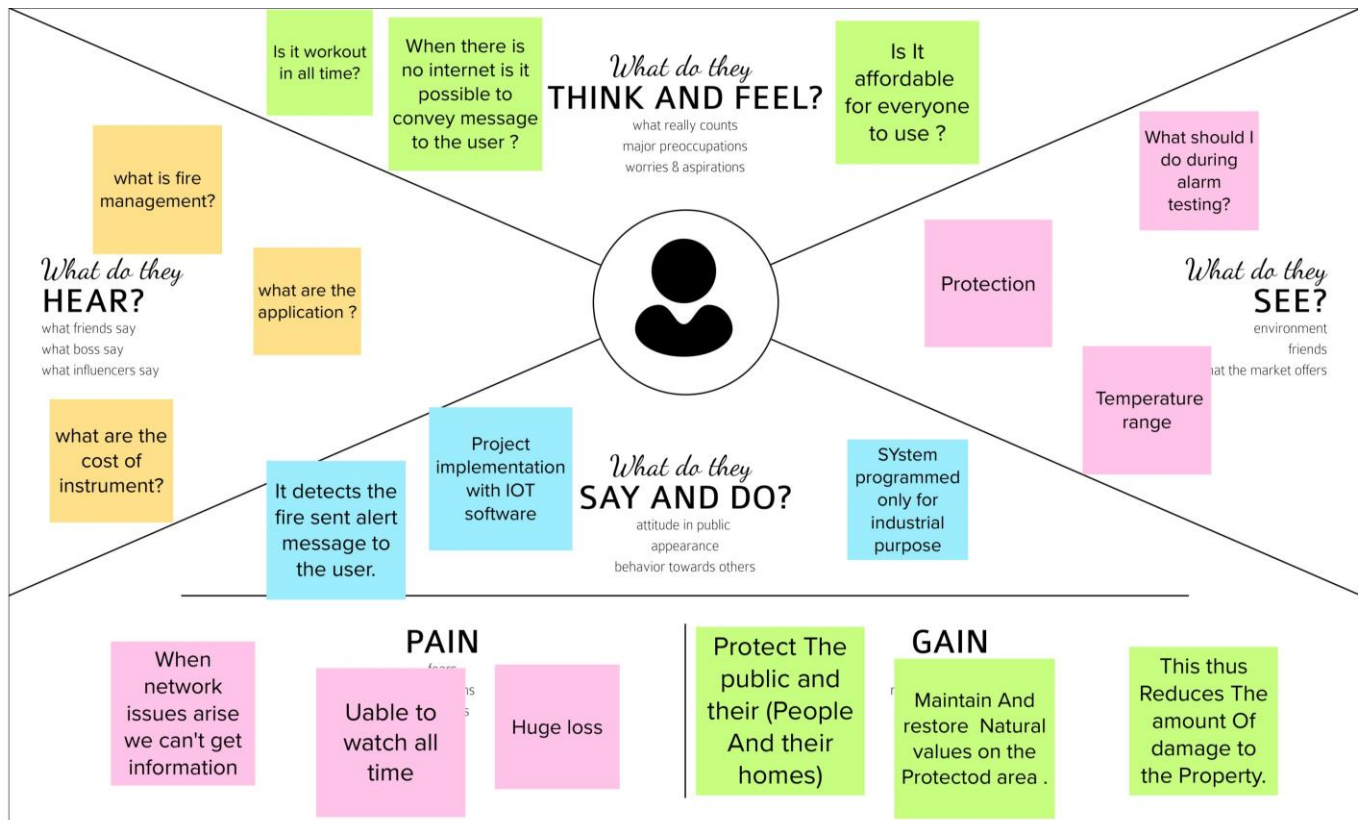 Is it workout
in all time?
When there is
no internet is it
possible to
convey message
to the user ?
What do they
THINK AND FEEL?
what really counts
major preoccupations
worries & aspirations
Is It
affordable
for everyone
to use ?
what is fire
management?
What do they
HEAR?
what friends say
what boss say
what influencers say
what are the
application ?
what are the
cost of
instrument?
What should I
do during
alarm
testing?
Protection
What do they
SEE?
environment
friends
the market offers
Temperature
range
It detects the
fire sent alert
message to
the user.
Project
implementation
with IOT
software
What do they
SAY AND DO?
attitude in public
appearance
behavior towards others
SYstem
programmed
only for
industrial
purpose
PAIN
When
network
issues arise
we can't get
information
Uable to
watch all
time
Huge loss
GAIN
Protect The
public and
their (People
And their
homes)
Maintain And
restore Natural
values on the
Protectod area .
This thus
Reduces The
amount Of
damage to
the Property.